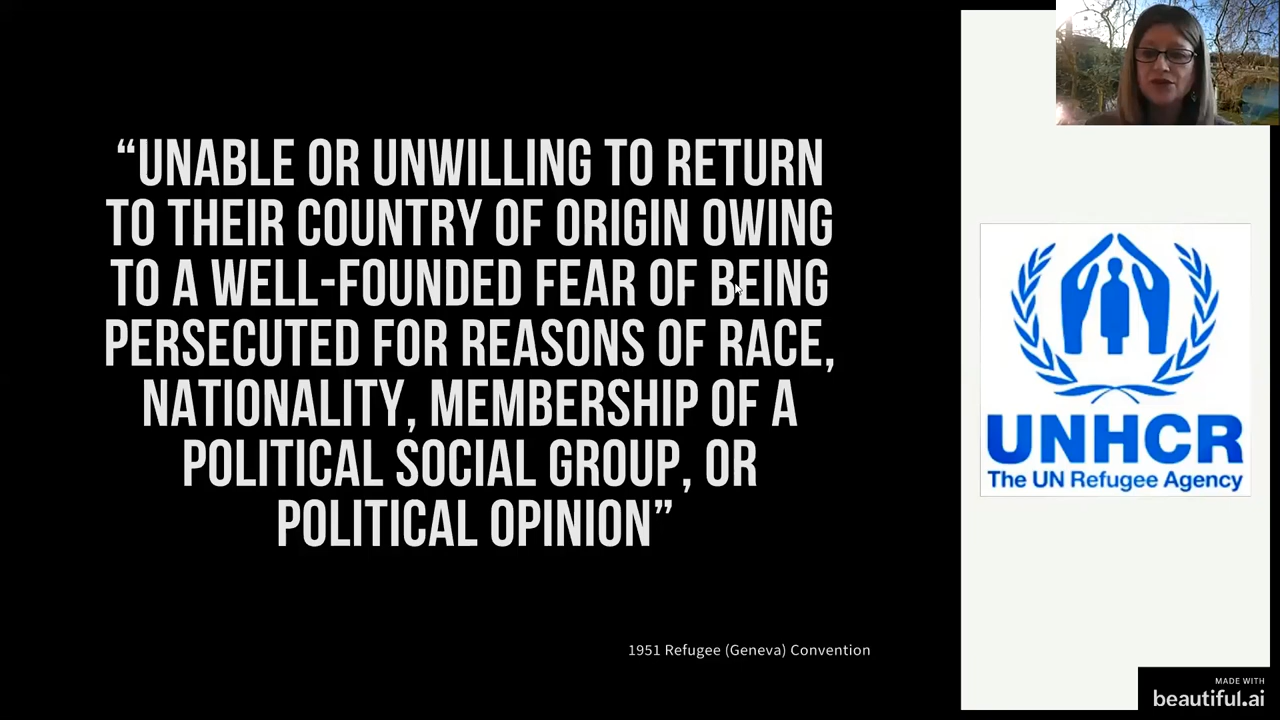 “UNABLE OR UNWILLING TO RETURN
TO THEIR COUNTRY OF ORIGIN OWING
TO A WELL-FOUNDED FEAR OF BEING
PERSECUTED FOR REASONS OF RACE,
NATIONALITY, MEMBERSHIP OF A
POLITICAL SOCIAL GROUP, OR
POLITICAL OPINION”
1951 Refugee (Geneva) Convention
UNHCR
The UN Refugee Agency
MADE WITH
beautiful.ai